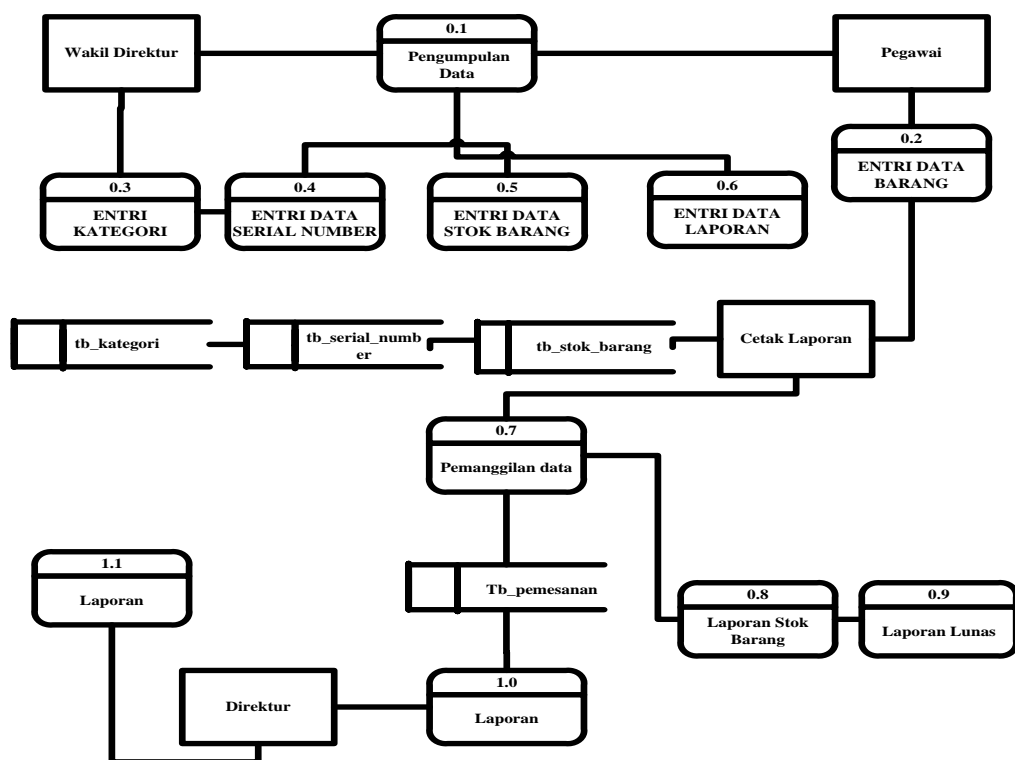 Wakil Direktur
0.1
Pengumpulan
Data
Pegawai
0.2
ENTRI DATA
BARANG
0.3
ENTRI
KATEGORI
0.4
ENTRI DATA
SERIAL NUMBER
0.5
ENTRI DATA
STOK BARANG
0.6
ENTRI DATA
LAPORAN
tb_kategori
tb_serial_numb
er
tb_stok_barang
Cetak Laporan
0.7
Pemanggilan data
1.1
Laporan
Tb_pemesanan
0.8
Laporan Stok
Barang
0.9
Laporan Lunas
Direktur
1.0
Laporan